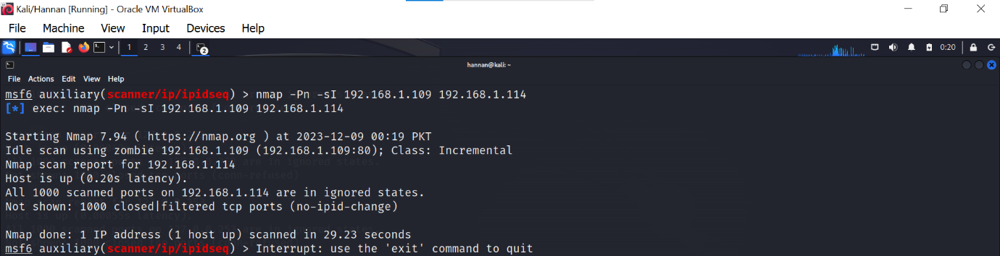 Kali/Hannan [Running] - Oracle VM VirtualBox
File Machine View Input Devices Help
1 2 3 4 2 0:20
hannan@kali: ~
File Actions Edit View Help
msf6 auxiliary(scanner/ip/ipidseq) > nmap -Pn -sI 192.168.1.109 192.168.1.114
[*] exec: nmap -Pn -sI 192.168.1.109 192.168.1.114
Starting Nmap 7.94 ( https://nmap.org ) at 2023-12-09 00:19 PKT
Idle scan using zombie 192.168.1.109 (192.168.1.109:80); Class: Incremental
Nmap scan report for 192.168.1.114
Host is up (0.20s latency).
All 1000 scanned ports on 192.168.1.114 are in ignored states.
Not shown: 1000 closed|filtered tcp ports (no-ipid-change)
Nmap done: 1 IP address (1 host up) scanned in 29.23 seconds
msf6 auxiliary(scanner/ip/ipidseq) > Interrupt: use the 'exit' command to quit